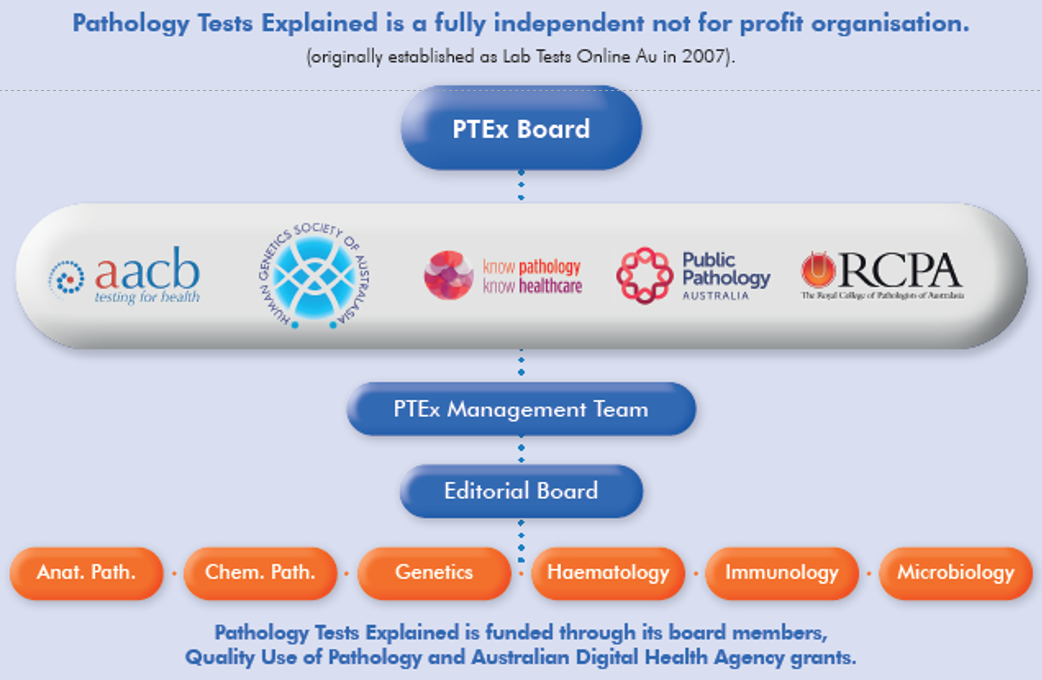 Pathology Tests Explained is a fully independent not for profit organisation.
(originally established as Lab Tests Online Au in 2007).
PTEx Board
aacb
testing for health
HUMAN GENETICS SOCIETY OF AUSTRALASIA
know pathology
know healthcare
Public
Pathology
AUSTRALIA
RCPA
The Royal College of Pathologists of Australasia
PTEx Management Team
Editorial Board
Anat. Path.
Chem. Path.
Genetics
Haematology
Immunology
Microbiology
Pathology Tests Explained is funded through its board members,
Quality Use of Pathology and Australian Digital Health Agency grants.